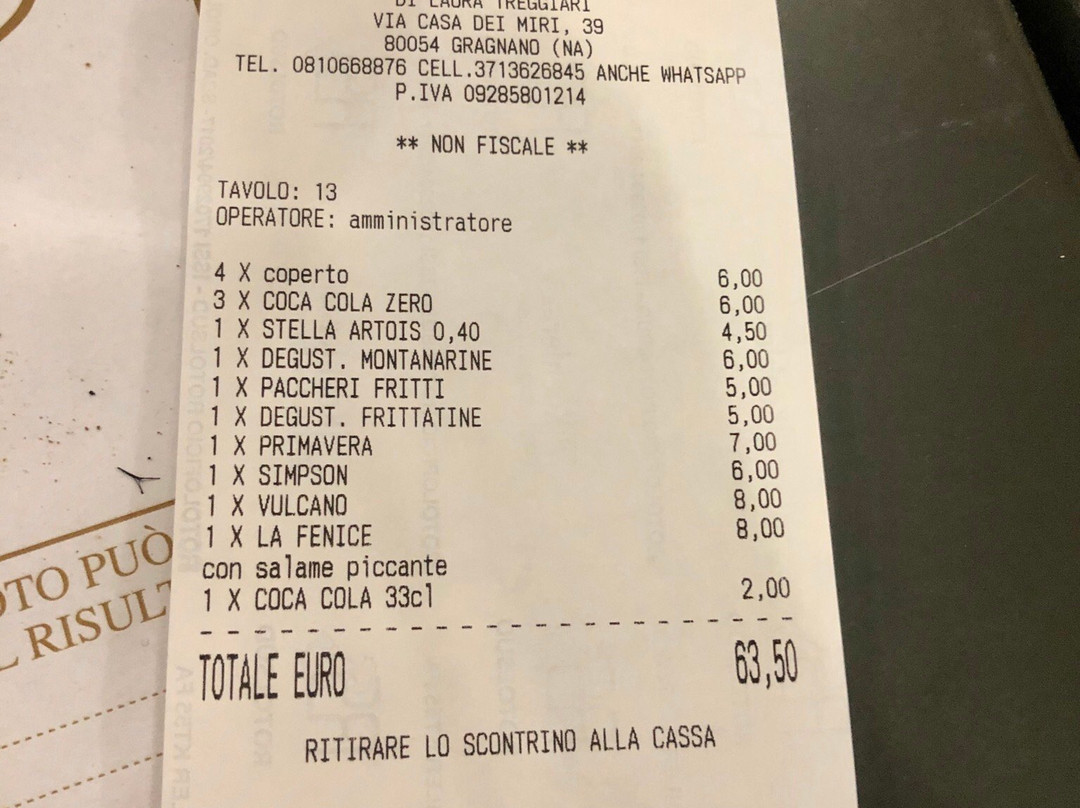 DI LAURA TREGGIARI
VIA CASA DEI MIRI, 39
80054 GRAGNANO (NA)
TEL. 0810668876 CELL.3713626845 ANCHE WHATSAPP
P.IVA 09285801214
** NON FISCALE **
TAVOLO: 13
OPERATORE: amministratore
4 X coperto 6,00
3 X COCA COLA ZERO 6,00
1 X STELLA ARTOIS 0,40 4,50
1 X DEGUST. MONTANARINE 6,00
1 X PACCHERI FRITTI 5,00
1 X DEGUST. FRITTATINE 5,00
1 X PRIMAVERA 7,00
1 X SIMPSON 6,00
1 X VULCANO 8,00
1 X LA FENICE 8,00
con salame piccante
1 X COCA COLA 33cl 2,00
TOTALE EURO 63,50
RITIRARE LO SCONTRINO ALLA CASSA
PUÒ